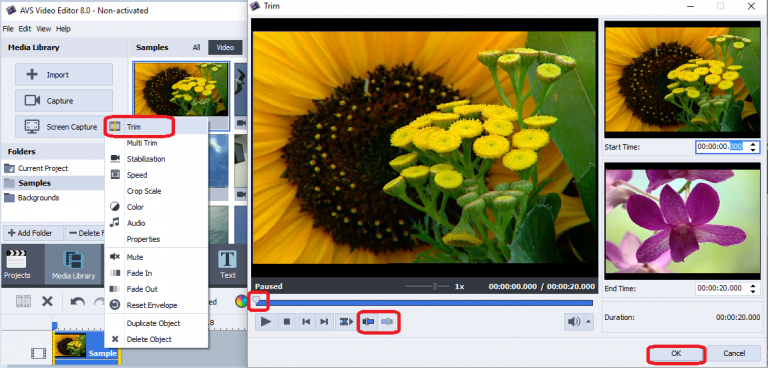 AVS Video Editor 8.0 - Non-activated
File Edit View Help
Media Library
Samples All Video
Import
Capture
Screen Capture
Folders
Current Project
Samples
Backgrounds
Add Folder
Delete F
Projects
Media Library
Text
Trim
Multi Trim
Stabilization
Speed
Crop Scale
Color
Audio
Properties
Mute
Fade In
Fade Out
Reset Envelope
Duplicate Object
Delete Object
Sample
Trim
Paused 1x 00:00:00.000 / 00:00:20.000
Start Time: 00:00:00.000
End Time: 00:00:20.000
Duration: 00:00:20.000
OK Cancel